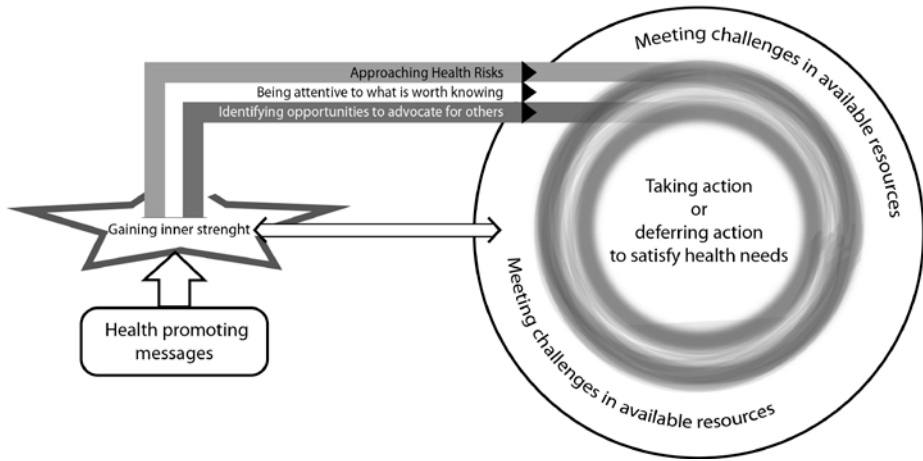 Approaching Health Risks
Being attentive to what is worth knowing
Identifying opportunities to advocate for others
Gaining inner strenght
Health promoting
messages
Meeting challenges in available resources
Taking action
or
deferring action
to satisfy health needs
Meeting challenges in available resources